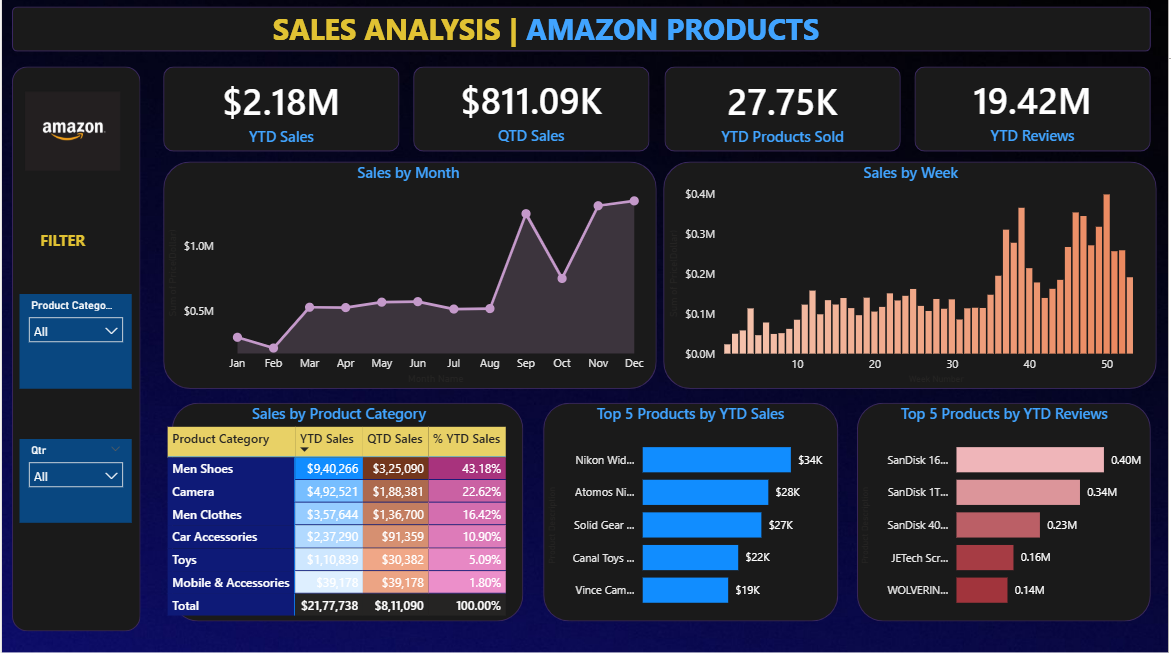 SALES ANALYSIS | AMAZON PRODUCTS
amazon
FILTER
Product Catego...
All
Qtr
All
$2.18M
YTD Sales
$811.09K
QTD Sales
27.75K
YTD Products Sold
19.42M
YTD Reviews
Sales by Month
$1.0M
$0.5M
Jan Feb Mar Apr May Jun Jul Aug Sep Oct Nov Dec
Sales by Week
$0.4M
$0.3M
$0.2M
$0.1M
$0.0M
10 20 30 40 50
Sales by Product Category
Product Category YTD Sales QTD Sales % YTD Sales
Men Shoes $9,40,266 $3,25,090 43.18%
Camera $4,92,521 $1,88,381 22.62%
Men Clothes $3,57,644 $1,36,700 16.42%
Car Accessories $2,37,290 $91,359 10.90%
Toys $1,10,839 $30,382 5.09%
Mobile & Accessories $39,178 $39,178 1.80%
Total $21,77,738 $8,11,090 100.00%
Top 5 Products by YTD Sales
Nikon Wid... $34K
Atomos Ni... $28K
Solid Gear ... $27K
Canal Toys ... $22K
Vince Cam... $19K
Top 5 Products by YTD Reviews
SanDisk 16... 0.40M
SanDisk 1T... 0.34M
SanDisk 40... 0.23M
JETech Scr... 0.16M
WOLVERIN... 0.14M